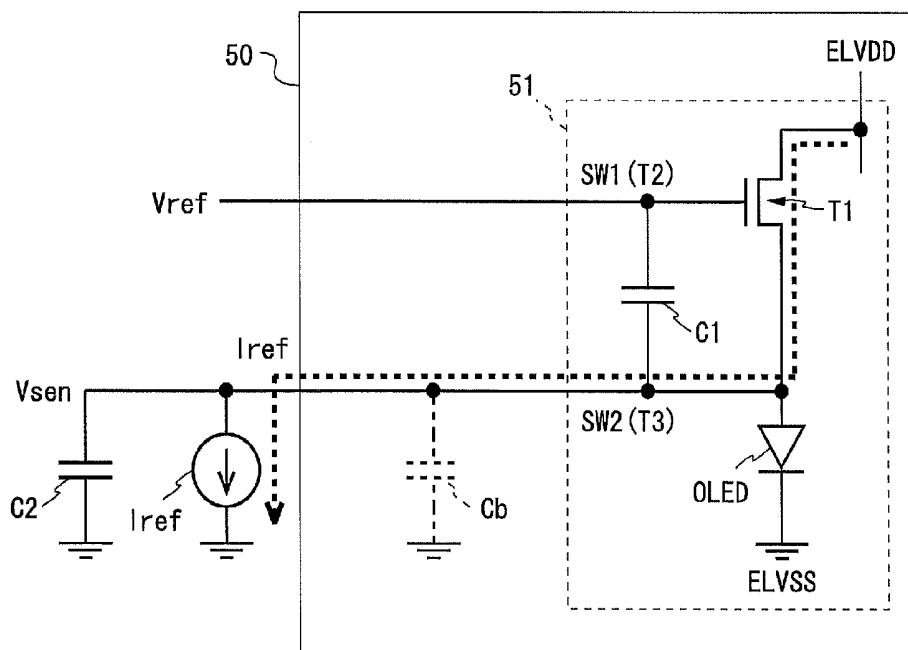 50
ELVDD
51
SW1(T2)
Vref
T1
C1
Iref
Vsen
SW2(T3)
C2
Iref
Cb
OLED
ELVSS